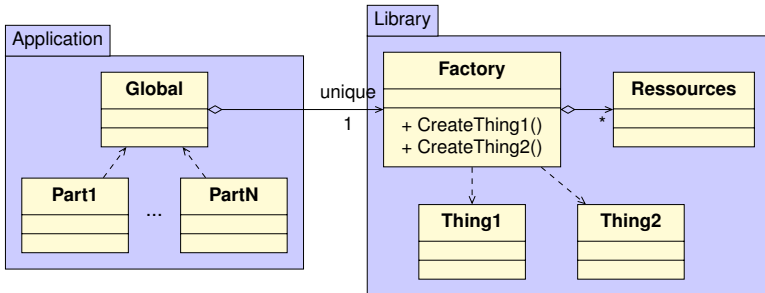 Application
Library
Global
unique
1
Factory
+ CreateThing1()
+ CreateThing2()
*
Ressources
Part1
...
PartN
Thing1
Thing2